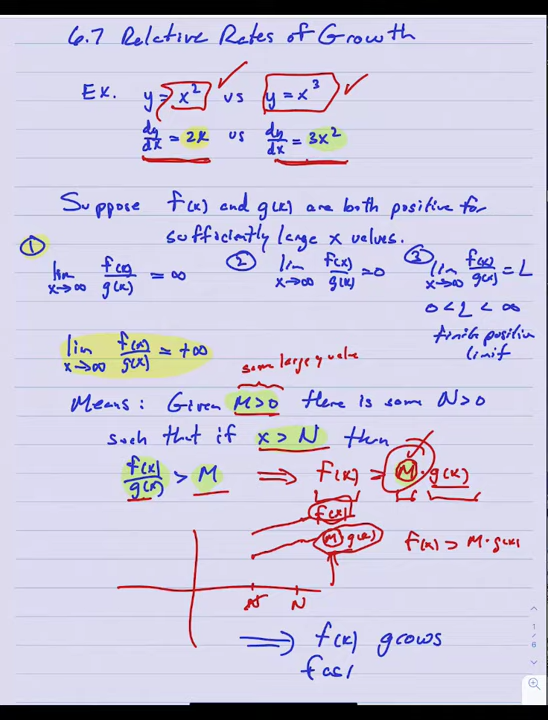 6.7 Relative Rates of Growth
Ex. y = x² vs y = x³
dy/dx = 2x vs dy/dx = 3x²
Suppose f(x) and g(x) are both positive for
sufficiently large x values.
① lim x→∞ f(x)/g(x) = ∞ ② lim x→∞ f(x)/g(x) = 0 ③ lim x→∞ f(x)/g(x) = L
0 < L < ∞
finite positive
limit
lim x→∞ f(x)/g(x) = +∞
some large y value
Means: Given M>0 there is some N>0
such that if x > N then
f(x)/g(x) > M ⟹ f(x) > M·g(x)
f(x)
M g(x) f(x) > M·g(x)
N N
⟹ f(x) grows
fast
1
6